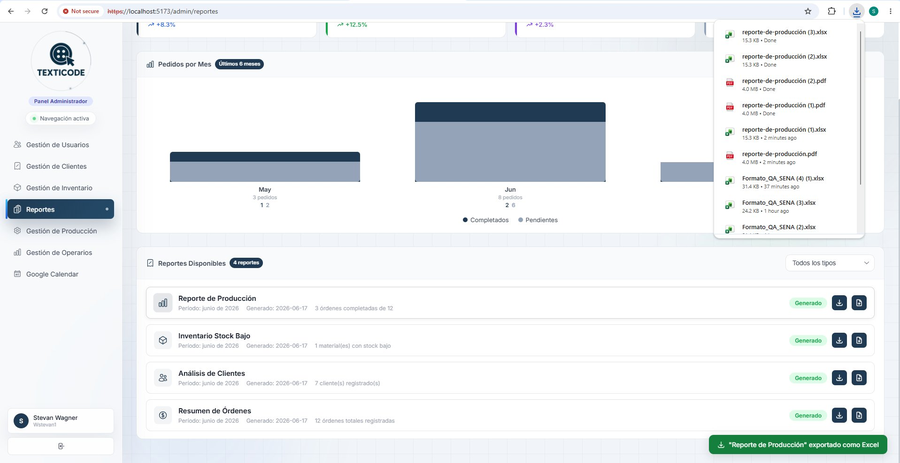 Not secure
https://localhost:5173/admin/reportes
S
TEXTICODE
Panel Administrador
Navegación activa
Gestión de Usuarios
Gestión de Clientes
Gestión de Inventario
Reportes
Gestión de Producción
Gestión de Operarios
Google Calendar
S
Stevan Wagner
+8.3%
+12.5%
+2.3%
Pedidos por Mes
Últimos 6 meses
May
3 pedidos
1 2
Jun
8 pedidos
2 6
Completados
Pendientes
Reportes Disponibles
4 reportes
Todos los tipos
Reporte de Producción
Periodo: junio de 2026 Generado: 2026-06-17 3 órdenes completadas de 12
Generado
Inventario Stock Bajo
Periodo: junio de 2026 Generado: 2026-06-17 1 material(es) con stock bajo
Generado
Análisis de Clientes
Periodo: junio de 2026 Generado: 2026-06-17 7 cliente(s) registrado(s)
Generado
Resumen de Órdenes
Periodo: junio de 2026 Generado: 2026-06-17 12 órdenes totales registradas
Generado
reporte-de-producción (3).xlsx
15.3 KB • Done
reporte-de-producción (2).xlsx
15.3 KB • Done
reporte-de-producción (2).pdf
4.0 MB • Done
reporte-de-producción (1).pdf
4.0 MB • Done
reporte-de-producción (1).xlsx
15.3 KB • 2 minutes ago
reporte-de-producción.pdf
4.0 MB • 2 minutes ago
Formato_QA_SENA (4) (1).xlsx
31.4 KB • 37 minutes ago
Formato_QA_SENA (3).xlsx
24.2 KB • 1 hour ago
Formato_QA_SENA (2).xlsx
"Reporte de Producción" exportado como Excel